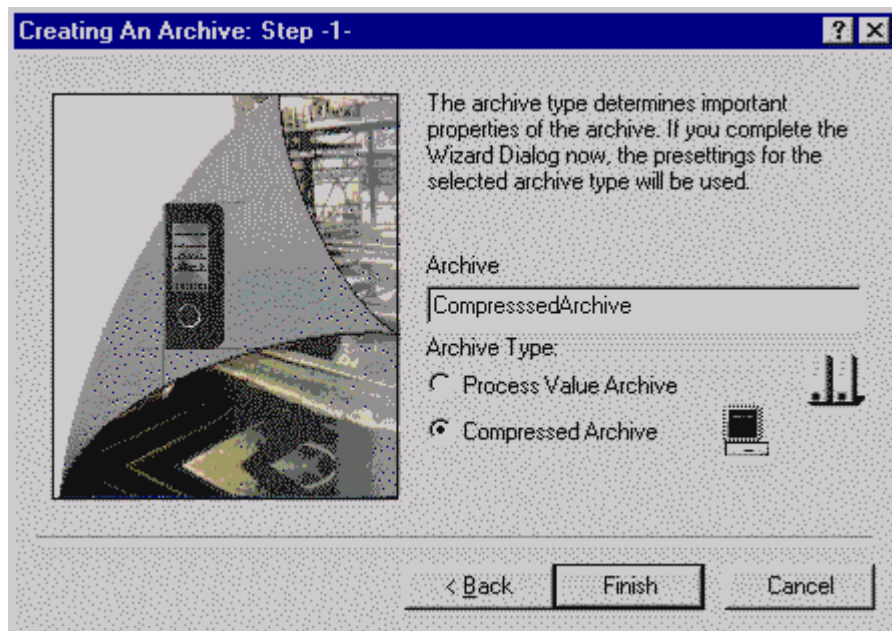 Creating An Archive: Step -1-
The archive type determines important
properties of the archive. If you complete the
Wizard Dialog now, the presettings for the
selected archive type will be used.
Archive
CompresssedArchive
Archive Type:
Process Value Archive
Compressed Archive
< Back
Finish
Cancel